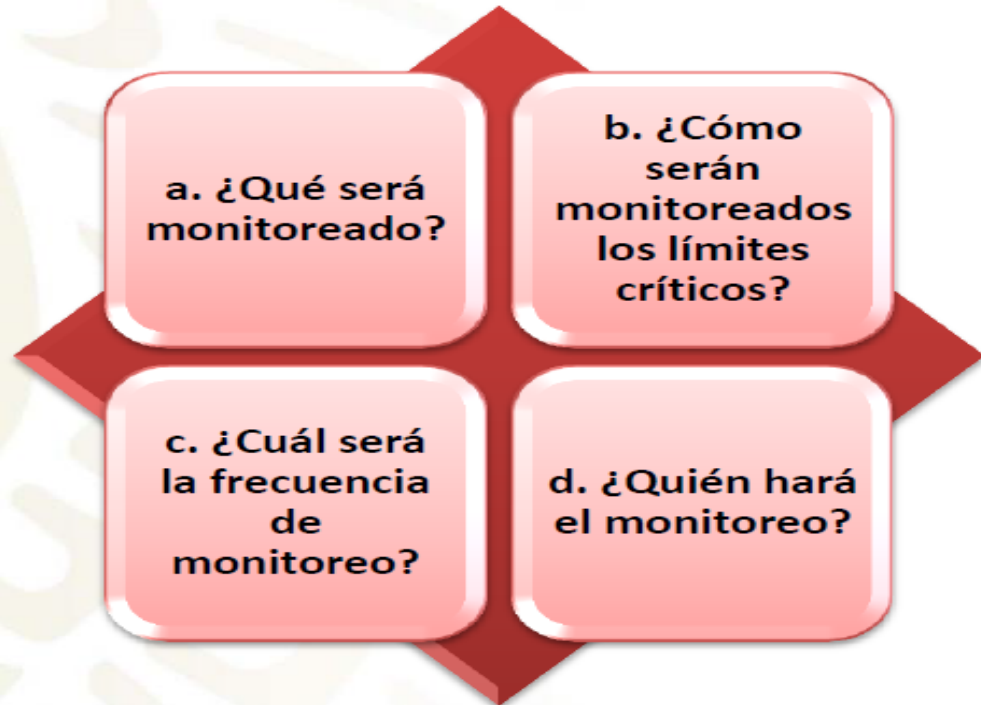 a. ¿Qué será
monitoreado?
b. ¿Cómo
serán
monitoreados
los límites
críticos?
c. ¿Cuál será
la frecuencia
de
monitoreo?
d. ¿Quién hará
el monitoreo?